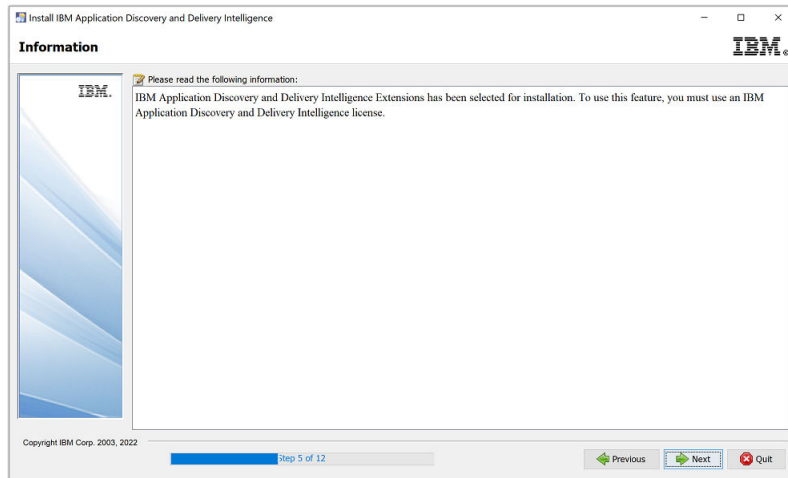 Install IBM Application Discovery and Delivery Intelligence
Information
IBM®
IBM.
Please read the following information:
IBM Application Discovery and Delivery Intelligence Extensions has been selected for installation. To use this feature, you must use an IBM
Application Discovery and Delivery Intelligence license.
Copyright IBM Corp. 2003, 2022
Step 5 of 12
Previous
Next
Quit